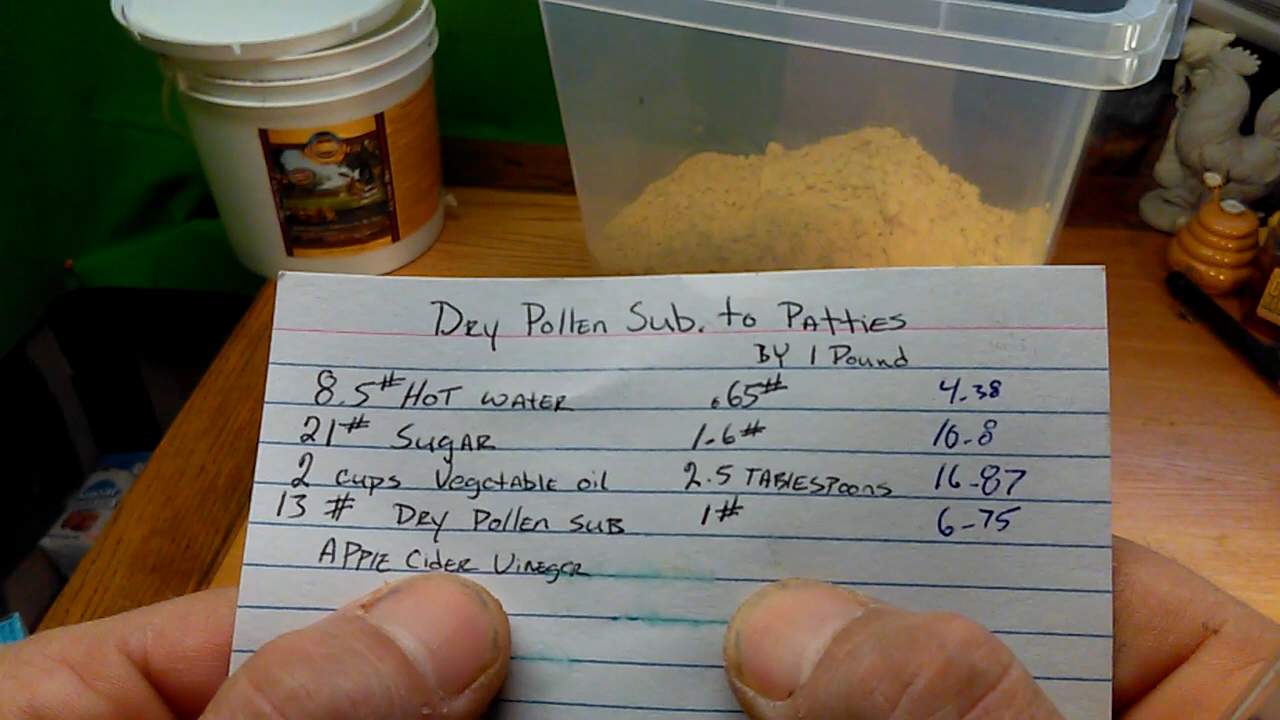 Dry Pollen Sub. to Patties
BY 1 Pound
8.5# HOT WATER .65# 4.38
21# SUGAR 1.6# 10-8
2 cups Vegetable oil 2.5 TABLESPOONS 16-87
13 # Dry Pollen SUB 1# 6-75
APPLE Cider Vineger